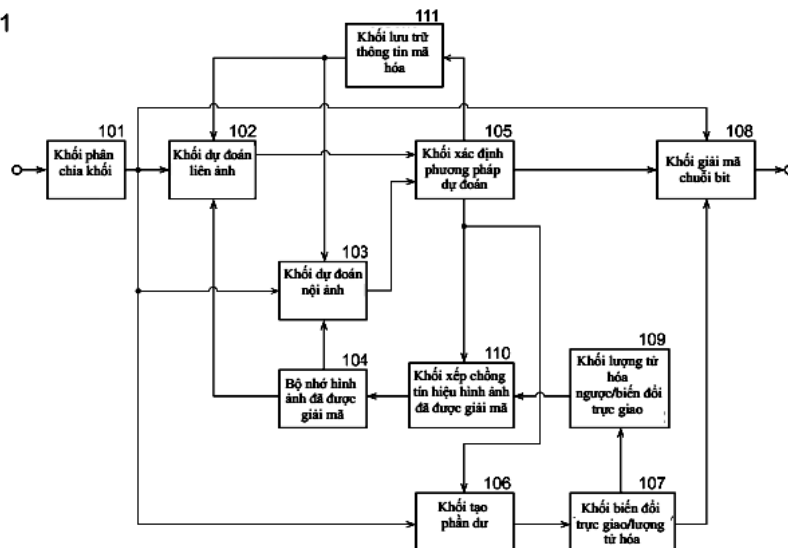 1
111
Khối lưu trữ
thông tin mã
hóa
101
Khối phân
chia khối
102
Khối dự đoán
liên ảnh
105
Khối xác định
phương pháp
dự đoán
108
Khối giải mã
chuỗi bit
103
Khối dự đoán
nội ảnh
104
Bộ nhớ hình
ảnh đã được
giải mã
110
Khối xếp chồng
tín hiệu hình ảnh
đã được giải mã
109
Khối lượng tử
hóa
ngược/biến đổi
trực giao
106
Khối tạo
phần dư
107
Khối biến đổi
trực giao/lượng
tử hóa